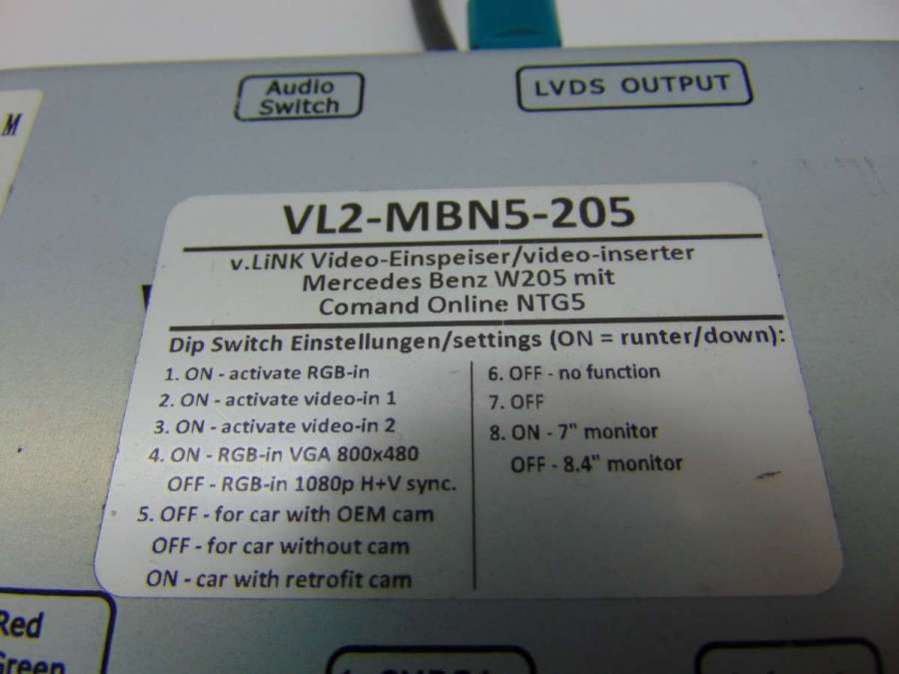 Audio
Switch
LVDS OUTPUT
M
VL2-MBN5-205
v.LiNK Video-Einspeiser/video-inserter
Mercedes Benz W205 mit
Comand Online NTG5
Dip Switch Einstellungen/settings (ON = runter/down):
1. ON - activate RGB-in
2. ON - activate video-in 1
3. ON - activate video-in 2
4. ON - RGB-in VGA 800x480
OFF - RGB-in 1080p H+V sync.
5. OFF - for car with OEM cam
OFF - for car without cam
ON - car with retrofit cam
6. OFF - no function
7. OFF
8. ON - 7" monitor
OFF - 8.4" monitor
Red
Green